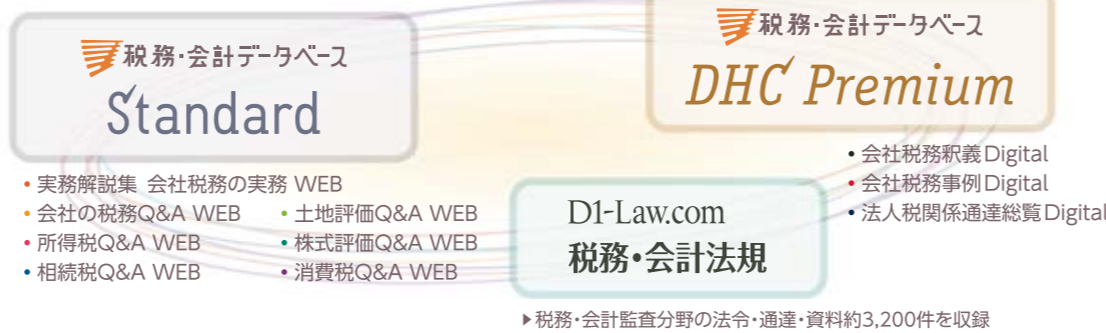 税務・会計データベース
Standard
・実務解説集 会社税務の実務 WEB
・会社の税務Q&A WEB ・土地評価Q&A WEB
・所得税Q&A WEB ・株式評価Q&A WEB
・相続税Q&A WEB ・消費税Q&A WEB
税務・会計データベース
DHC Premium
・会社税務釈義Digital
・会社税務事例Digital
・法人税関係通達総覧Digital
D1-Law.com
税務・会計法規
▶税務・会計監査分野の法令・通達・資料約3,200件を収録